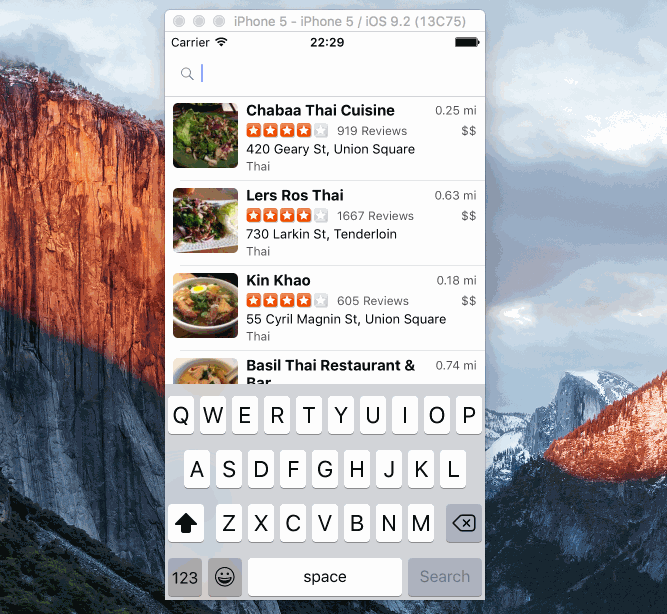 iPhone 5 - iPhone 5 / iOS 9.2 (13C75)
Carrier 22:29
Chabaa Thai Cuisine 0.25 mi
919 Reviews $$
420 Geary St, Union Square
Thai
Lers Ros Thai 0.63 mi
1667 Reviews $$
730 Larkin St, Tenderloin
Thai
Kin Khao 0.18 mi
605 Reviews $$
55 Cyril Magnin St, Union Square
Thai
Basil Thai Restaurant & 0.74 mi
Bar
Q W E R T Y U I O P
A S D F G H J K L
Z X C V B N M
123 space Search